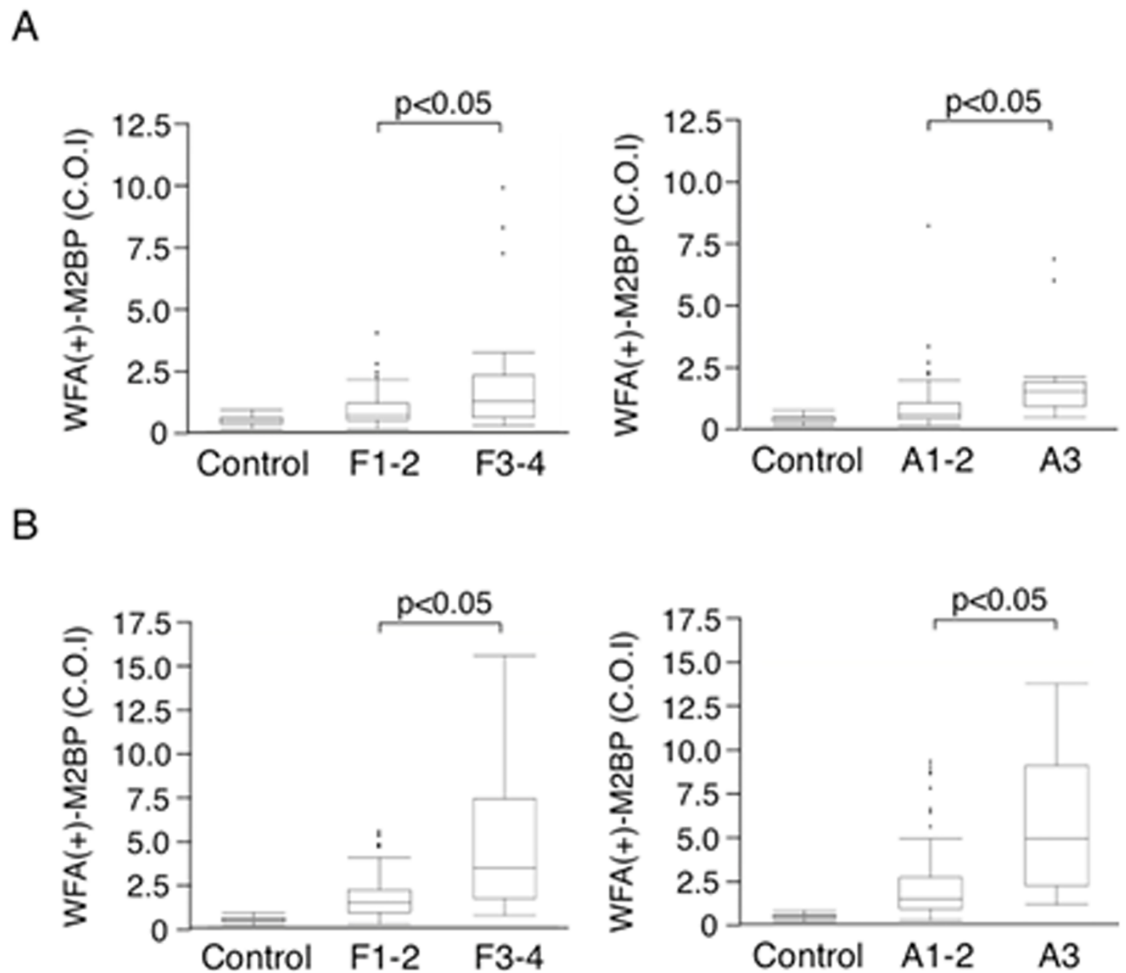 A
p<0.05
WFA(+)-M2BP (C.O.I)
12.5
10.0
7.5
5.0
2.5
0
Control F1-2 F3-4
p<0.05
WFA(+)-M2BP (C.O.I)
12.5
10.0
7.5
5.0
2.5
0
Control A1-2 A3
B
p<0.05
WFA(+)-M2BP (C.O.I)
17.5
15.0
12.5
10.0
7.5
5.0
2.5
0
Control F1-2 F3-4
p<0.05
WFA(+)-M2BP (C.O.I)
17.5
15.0
12.5
10.0
7.5
5.0
2.5
0
Control A1-2 A3